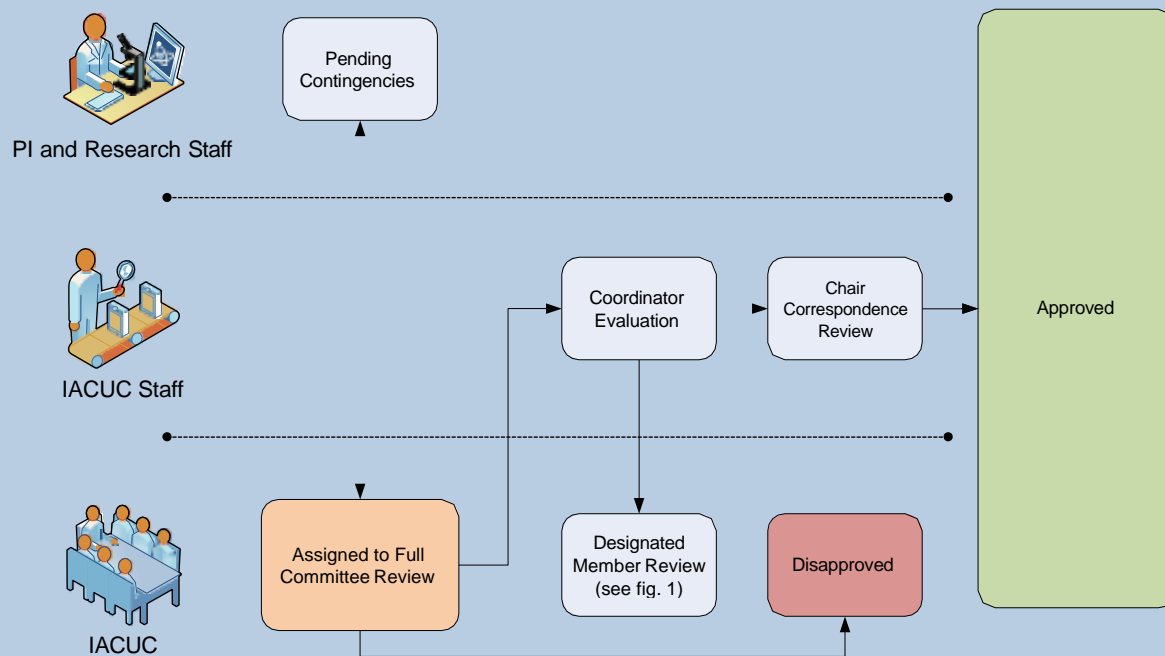 Pending
Contingencies
PI and Research Staff
Approved
Coordinator
Evaluation
Chair
Correspondence
Review
IACUC Staff
Assigned to Full
Committee Review
Designated
Member Review
(see fig. 1)
Disapproved
IACUC